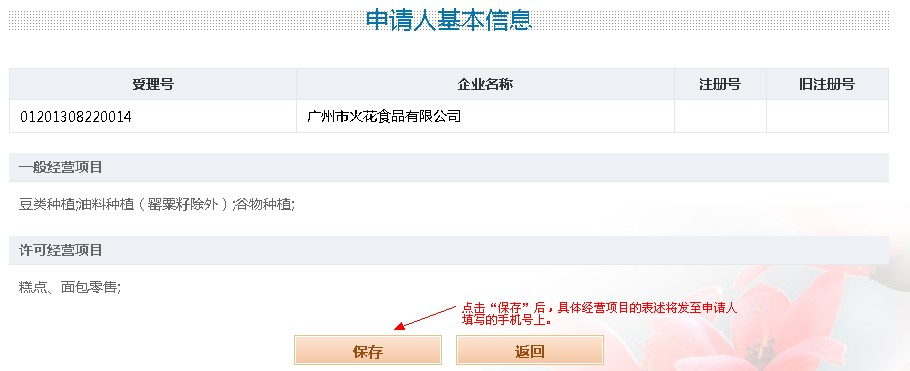 申请人基本信息
受理号 企业名称 注册号 旧注册号
01201308220014 广州市火花食品有限公司
一般经营项目
豆类种植;油料种植（罂粟籽除外）;谷物种植;
许可经营项目
糕点、面包零售;
点击“保存”后，具体经营项目的表述将发至申请人
填写的手机号上。
保存 返回